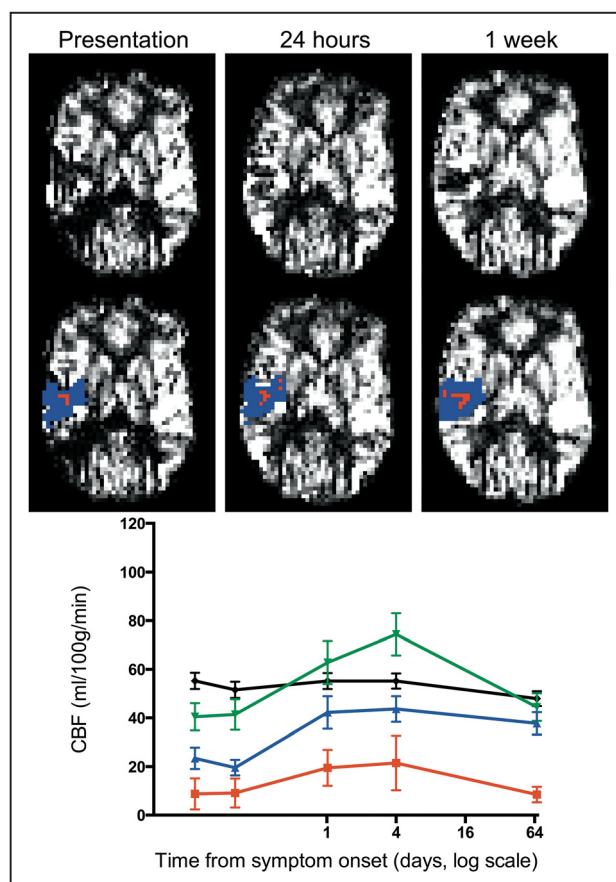 Presentation 24 hours 1 week
120
100
80
60
40
20
0
CBF (ml/100g/min)
1 4 16 64
Time from symptom onset (days, log scale)